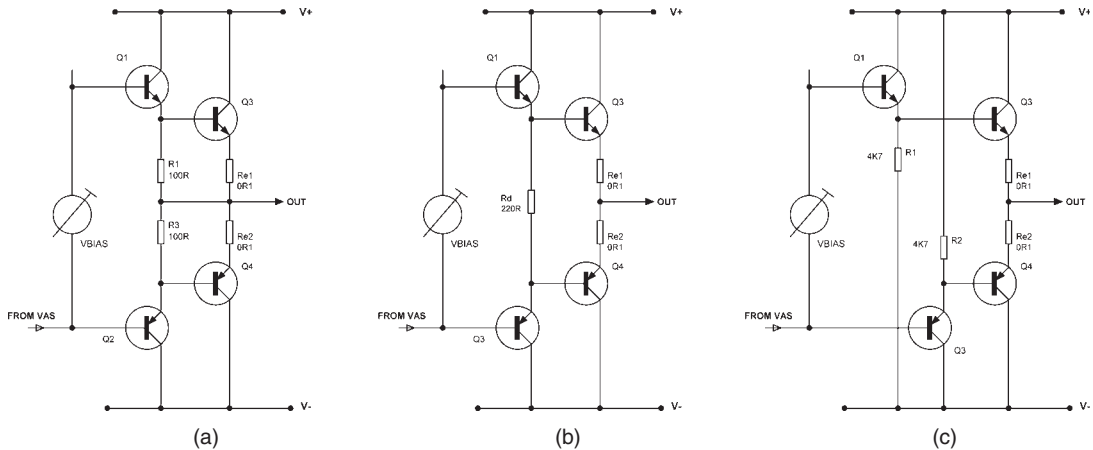 V+
Q1
Q3
R1
100R
Re1
0R1
OUT
R3
100R
Re2
0R1
VBIAS
Q4
FROM VAS
Q2
V-
(a)
V+
Q1
Q3
Re1
0R1
Rd
220R
OUT
Re2
0R1
VBIAS
Q4
FROM VAS
Q3
V-
(b)
V+
Q1
Q3
4K7
R1
Re1
0R1
OUT
4K7
R2
Re2
0R1
VBIAS
Q4
FROM VAS
Q3
V-
(c)